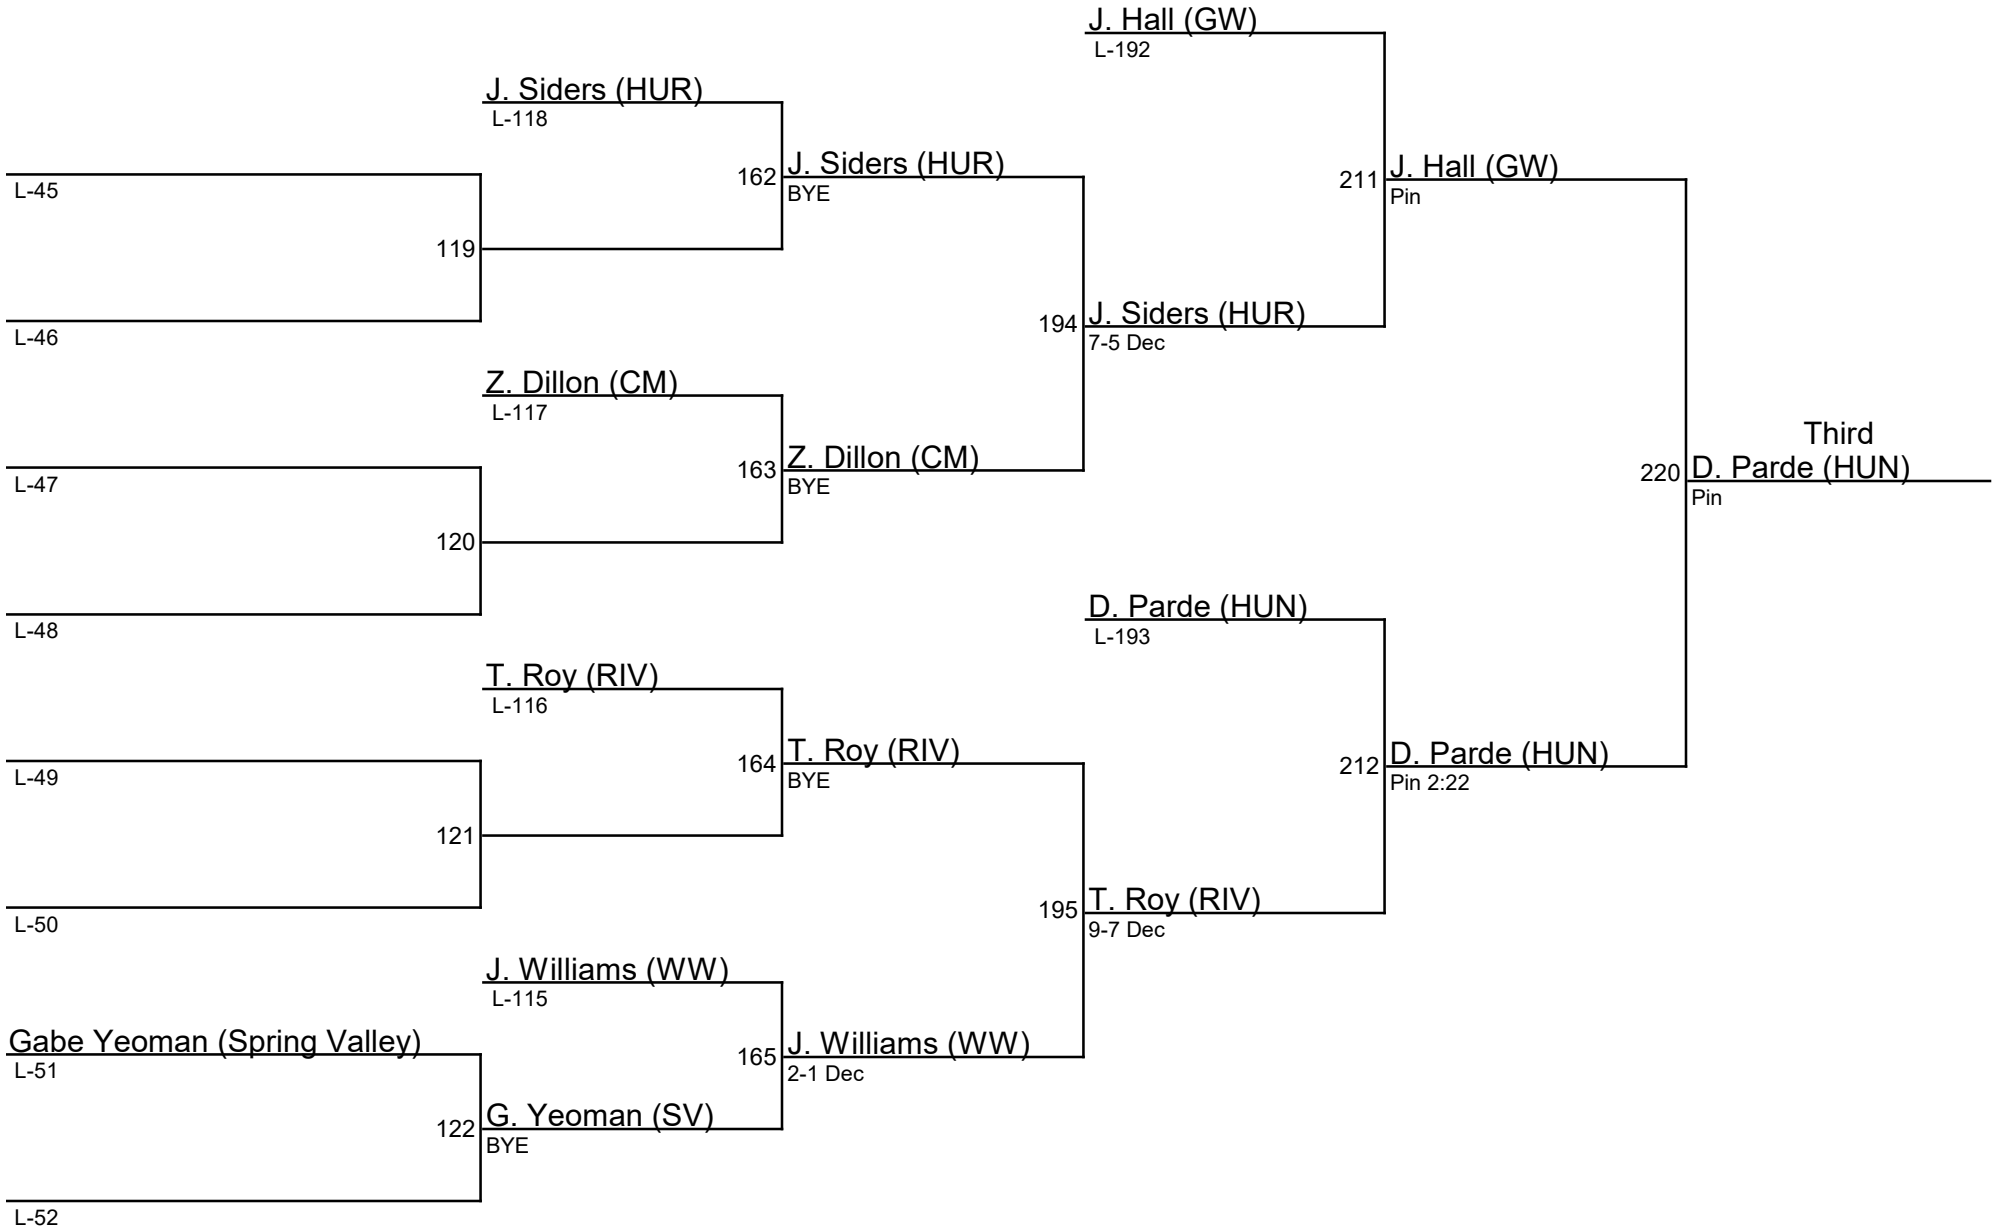 J. Hall (GW)
L-192
J. Siders (HUR)
L-118
162 J. Siders (HUR)
BYE
211 J. Hall (GW)
Pin
L-45
119
L-46
194 J. Siders (HUR)
7-5 Dec
Z. Dillon (CM)
L-117
163 Z. Dillon (CM)
BYE
Third
220 D. Parde (HUN)
Pin
L-47
120
L-48
D. Parde (HUN)
L-193
T. Roy (RIV)
L-116
164 T. Roy (RIV)
BYE
212 D. Parde (HUN)
Pin 2:22
L-49
121
L-50
195 T. Roy (RIV)
9-7 Dec
J. Williams (WW)
L-115
Gabe Yeoman (Spring Valley)
L-51
165 J. Williams (WW)
2-1 Dec
122 G. Yeoman (SV)
BYE
L-52